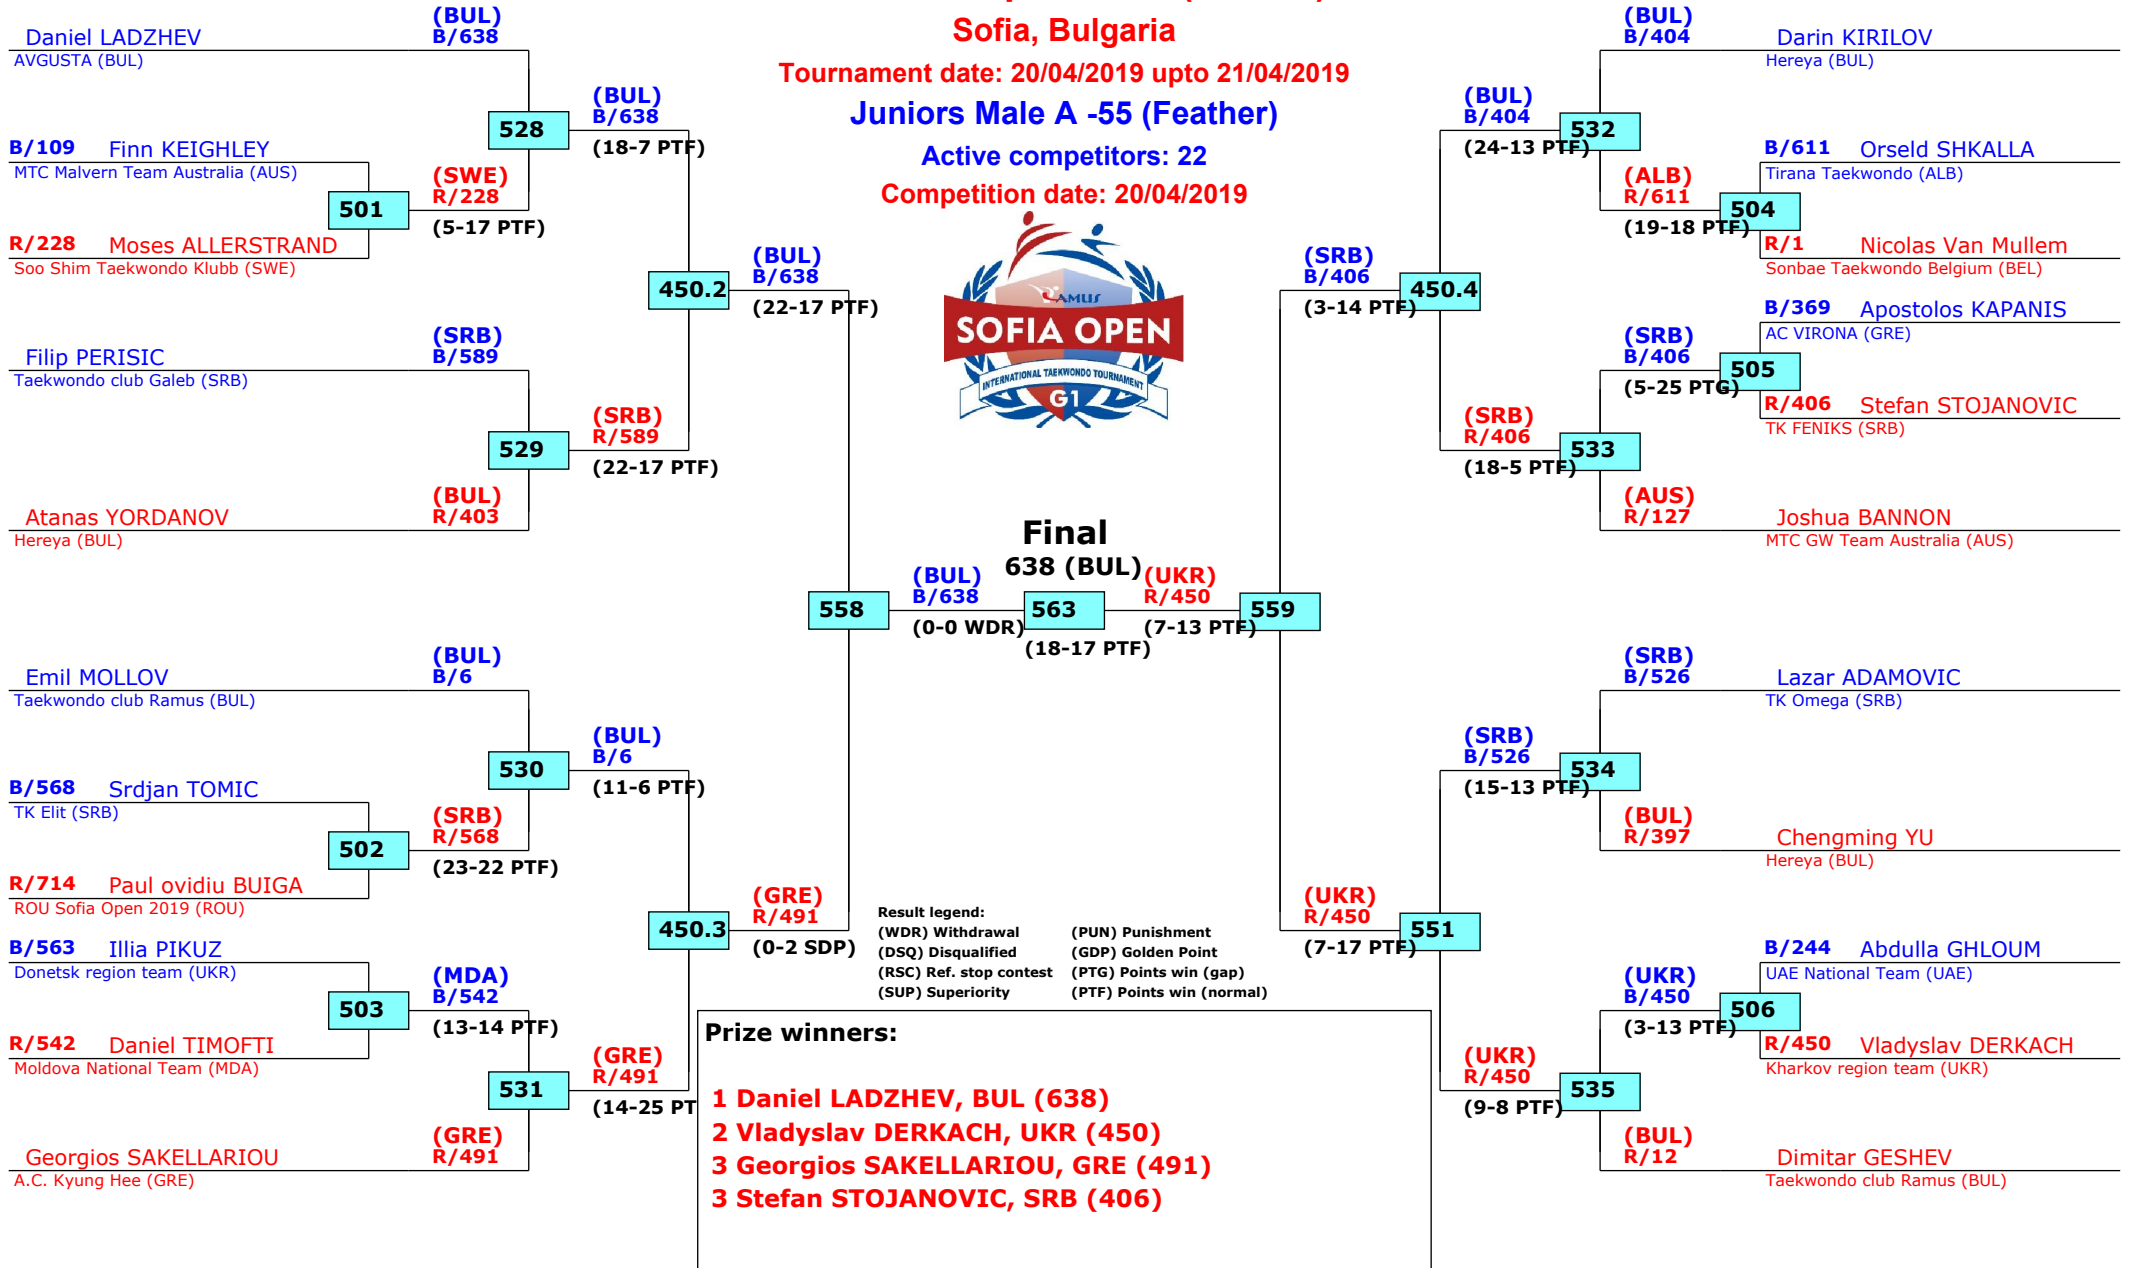 Sofia, Bulgaria
Tournament date: 20/04/2019 upto 21/04/2019
Juniors Male A -55 (Feather)
Active competitors: 22
Competition date: 20/04/2019
RAMUS
SOFIA OPEN
INTERNATIONAL TAEKWONDO TOURNAMENT
G1
Daniel LADZHEV
AVGUSTA (BUL)
(BUL)
B/638
B/109 Finn KEIGHLEY
MTC Malvern Team Australia (AUS)
501
R/228 Moses ALLERSTRAND
Soo Shim Taekwondo Klubb (SWE)
(SWE)
R/228
(5-17 PTF)
528
(BUL)
B/638
(18-7 PTF)
Filip PERISIC
Taekwondo club Galeb (SRB)
(SRB)
B/589
529
Atanas YORDANOV
Hereya (BUL)
(BUL)
R/403
(SRB)
R/589
(22-17 PTF)
450.2
(BUL)
B/638
(22-17 PTF)
Emil MOLLOV
Taekwondo club Ramus (BUL)
(BUL)
B/6
B/568 Srdjan TOMIC
TK Elit (SRB)
502
R/714 Paul ovidiu BUIGA
ROU Sofia Open 2019 (ROU)
(SRB)
R/568
(23-22 PTF)
530
(BUL)
B/6
(11-6 PTF)
B/563 Illia PIKUZ
Donetsk region team (UKR)
503
R/542 Daniel TIMOFTI
Moldova National Team (MDA)
(MDA)
B/542
(13-14 PTF)
531
Georgios SAKELLARIOU
A.C. Kyung Hee (GRE)
(GRE)
R/491
(GRE)
R/491
(14-25 PT
450.3
(GRE)
R/491
(0-2 SDP)
558
(BUL)
B/638
(0-0 WDR)
Final
638 (BUL)
563
(18-17 PTF)
(UKR)
R/450
(7-13 PTF)
559
(SRB)
B/406
(3-14 PTF)
450.4
(BUL)
B/404
(24-13 PTF)
532
(BUL)
B/404
Darin KIRILOV
Hereya (BUL)
(ALB)
R/611
(19-18 PTF)
504
B/611 Orseld SHKALLA
Tirana Taekwondo (ALB)
R/1 Nicolas Van Mullem
Sonbae Taekwondo Belgium (BEL)
(SRB)
R/406
(18-5 PTF)
533
(SRB)
B/406
(5-25 PTG)
505
B/369 Apostolos KAPANIS
AC VIRONA (GRE)
R/406 Stefan STOJANOVIC
TK FENIKS (SRB)
(AUS)
R/127
Joshua BANNON
MTC GW Team Australia (AUS)
(UKR)
R/450
(7-17 PTF)
551
(SRB)
B/526
(15-13 PTF)
534
(SRB)
B/526
Lazar ADAMOVIC
TK Omega (SRB)
(BUL)
R/397
Chengming YU
Hereya (BUL)
(UKR)
R/450
(9-8 PTF)
535
(UKR)
B/450
(3-13 PTF)
506
B/244 Abdulla GHLOUM
UAE National Team (UAE)
R/450 Vladyslav DERKACH
Kharkov region team (UKR)
(BUL)
R/12
Dimitar GESHEV
Taekwondo club Ramus (BUL)
Result legend:
(WDR) Withdrawal (PUN) Punishment
(DSQ) Disqualified (GDP) Golden Point
(RSC) Ref. stop contest (PTG) Points win (gap)
(SUP) Superiority (PTF) Points win (normal)
Prize winners:
1 Daniel LADZHEV, BUL (638)
2 Vladyslav DERKACH, UKR (450)
3 Georgios SAKELLARIOU, GRE (491)
3 Stefan STOJANOVIC, SRB (406)